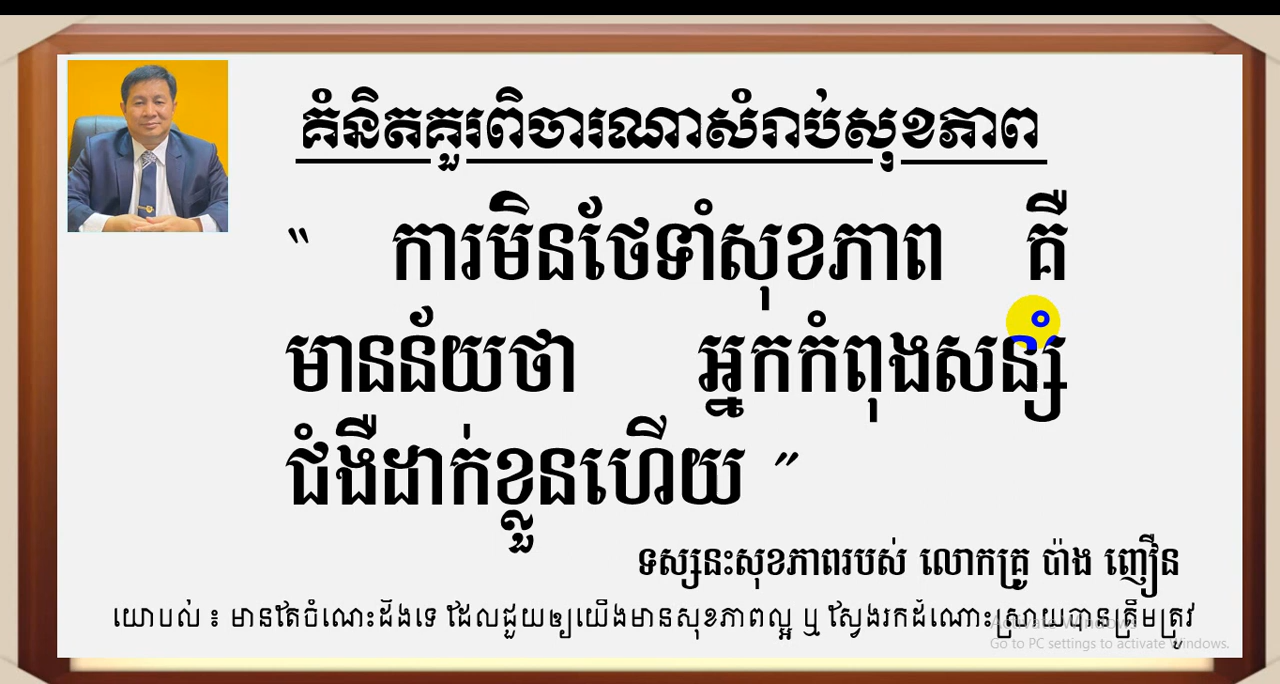 គំនិតគួរពិចារណាសំរាប់សុខភាព
“ ការមិនថែទាំសុខភាព គឺ
មានន័យថា អ្នកកំពុងសន្សំ
ជំងឺដាក់ខ្លួនហើយ ”
ទស្សនះសុខភាពរបស់ លោកគ្រូ ប៉ាង ញឿន
យោបល់ ៖ មានតែចំណេះដឹងទេ ដែលជួយឲ្យយើងមានសុខភាពល្អ ឬ ស្វែងរកដំណោះស្រាយបានត្រឹមត្រូវ
Activate Windows
Go to PC settings to activate Windows.